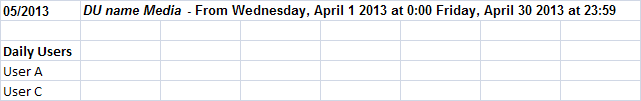 05/2013 DU name Media - From Wednesday, April 1 2013 at 0:00 Friday, April 30 2013 at 23:59
Daily Users
User A
User C